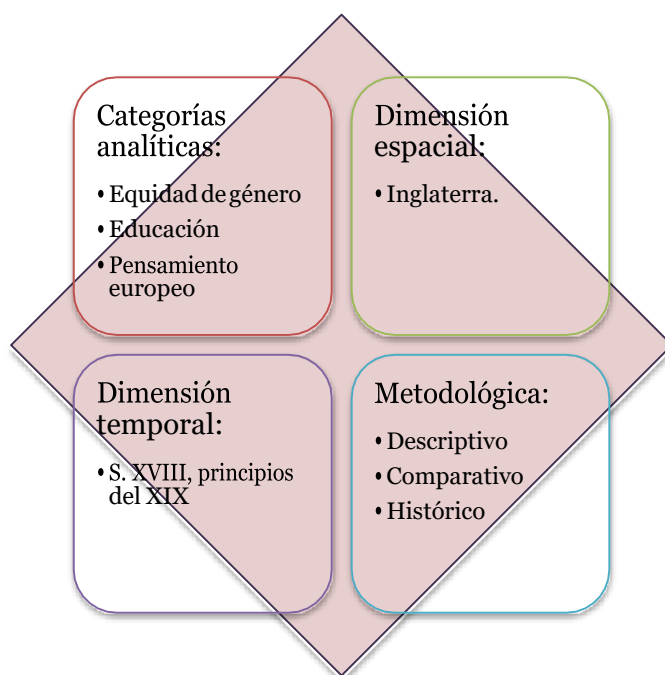 Categorías
analíticas:
• Equidad de género
• Educación
• Pensamiento
europeo
Dimensión
espacial:
• Inglaterra.
Dimensión
temporal:
• S. XVIII, principios
del XIX
Metodológica:
• Descriptivo
• Comparativo
• Histórico